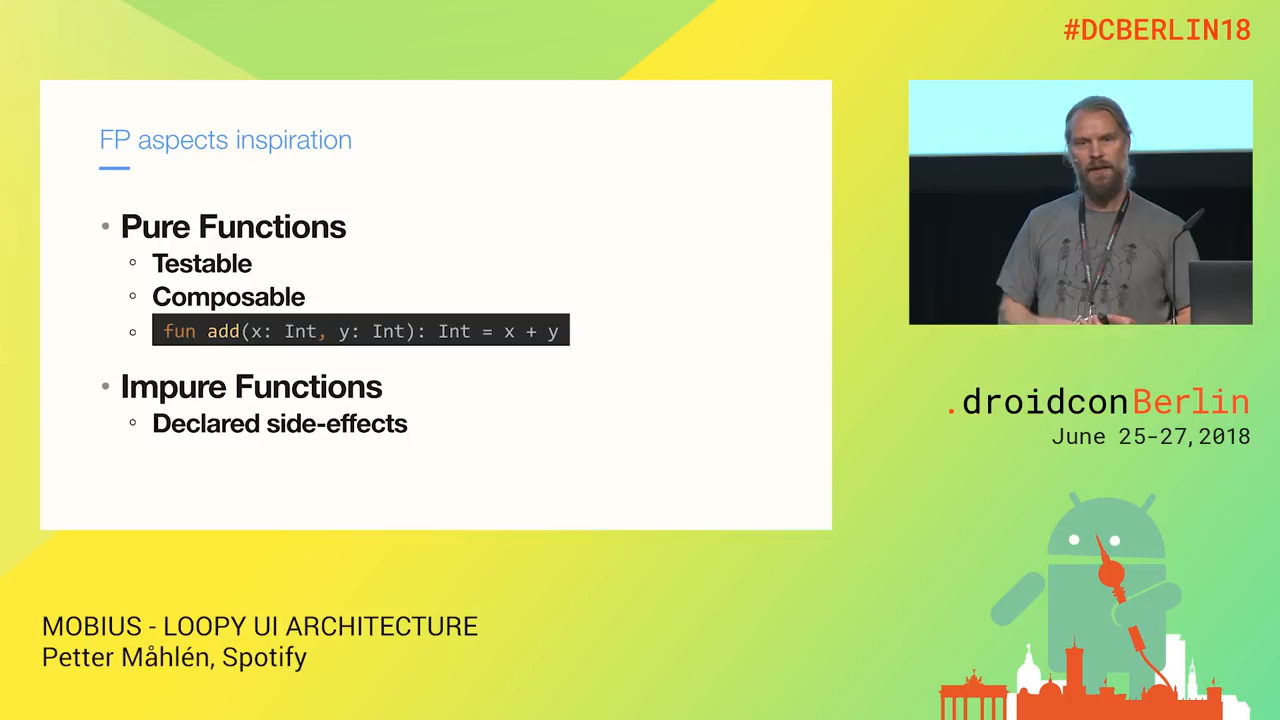 #DCBERLIN18
FP aspects inspiration
Pure Functions
Testable
Composable
fun add(x: Int, y: Int): Int = x + y
Impure Functions
Declared side-effects
.droidconBerlin
June 25-27, 2018
MOBIUS - LOOPY UI ARCHITECTURE
Petter Måhlén, Spotify